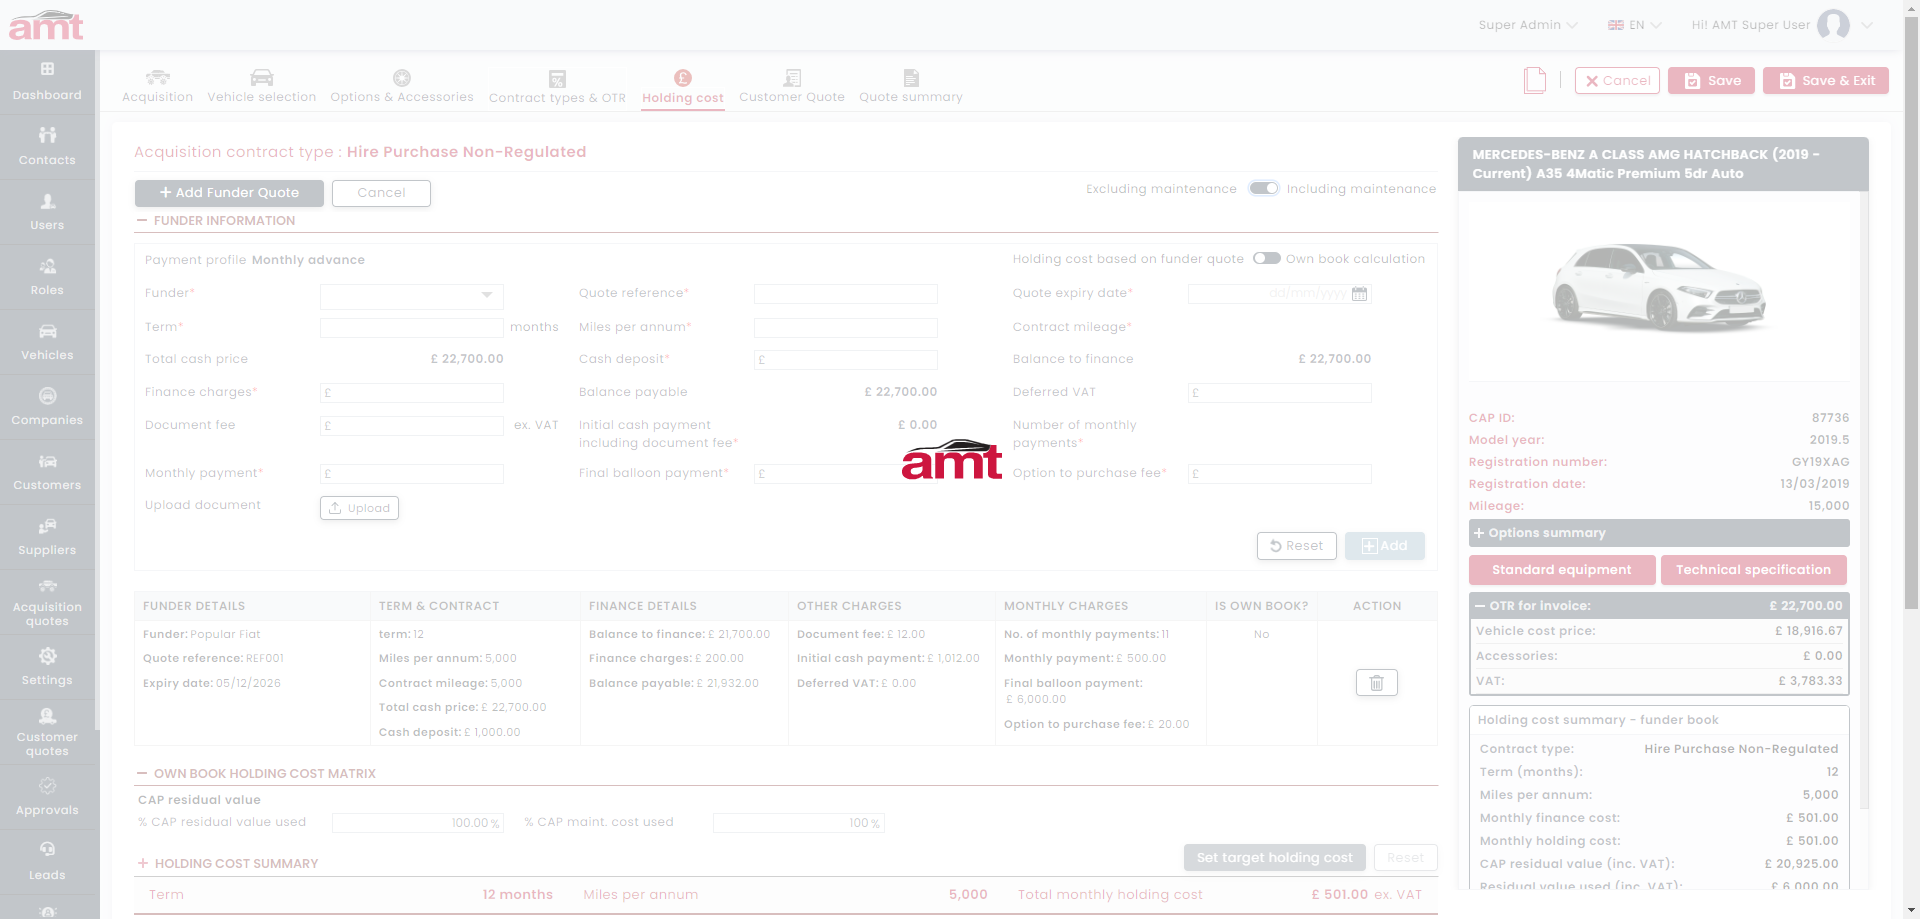 amt
Super Admin
EN
Hi! AMT Super User
Dashboard
Contacts
Users
Roles
Vehicles
Companies
Customers
Suppliers
Acquisition
quotes
Settings
Customer
quotes
Approvals
Leads
Acquisition
Vehicle selection
Options & Accessories
Contract types & OTR
Holding cost
Customer Quote
Quote summary
Cancel
Save
Save & Exit
Acquisition contract type : Hire Purchase Non-Regulated
+ Add Funder Quote
Cancel
Excluding maintenance
Including maintenance
FUNDER INFORMATION
Payment profile Monthly advance
Holding cost based on funder quote
Own book calculation
Funder*
Quote reference*
Quote expiry date*
dd/mm/yyyy
Term*
months
Miles per annum*
Contract mileage*
Total cash price
£ 22,700.00
Cash deposit*
£
Balance to finance
£ 22,700.00
Finance charges*
£
Balance payable
£ 22,700.00
Deferred VAT
£
Document fee
£
ex. VAT
Initial cash payment
including document fee*
£ 0.00
Number of monthly
payments*
Monthly payment*
£
Final balloon payment*
£
amt
Option to purchase fee*
£
Upload document
Upload
Reset
Add
FUNDER DETAILS
TERM & CONTRACT
FINANCE DETAILS
OTHER CHARGES
MONTHLY CHARGES
IS OWN BOOK?
ACTION
Funder: Popular Fiat
Quote reference: REF001
Expiry date: 05/12/2026
term: 12
Miles per annum: 5,000
Contract mileage: 5,000
Total cash price: £ 22,700.00
Cash deposit: £ 1,000.00
Balance to finance: £ 21,700.00
Finance charges: £ 200.00
Balance payable: £ 21,932.00
Document fee: £ 12.00
Initial cash payment: £ 1,012.00
Deferred VAT: £ 0.00
No. of monthly payments: 11
Monthly payment: £ 500.00
Final balloon payment:
£ 6,000.00
Option to purchase fee: £ 20.00
No
OWN BOOK HOLDING COST MATRIX
CAP residual value
% CAP residual value used
100.00 %
% CAP maint. cost used
100 %
HOLDING COST SUMMARY
Set target holding cost
Reset
Term
12 months
Miles per annum
5,000
Total monthly holding cost
£ 501.00 ex. VAT
MERCEDES-BENZ A CLASS AMG HATCHBACK (2019 -
Current) A35 4Matic Premium 5dr Auto
CAP ID:
87736
Model year:
2019.5
Registration number:
GY19XAG
Registration date:
13/03/2019
Mileage:
15,000
+ Options summary
Standard equipment
Technical specification
OTR for invoice:
£ 22,700.00
Vehicle cost price:
£ 18,916.67
Accessories:
£ 0.00
VAT:
£ 3,783.33
Holding cost summary - funder book
Contract type:
Hire Purchase Non-Regulated
Term (months):
12
Miles per annum:
5,000
Monthly finance cost:
£ 501.00
Monthly holding cost:
£ 501.00
CAP residual value (inc. VAT):
£ 20,925.00
Residual value used (inc. VAT):
£ 6,000.00